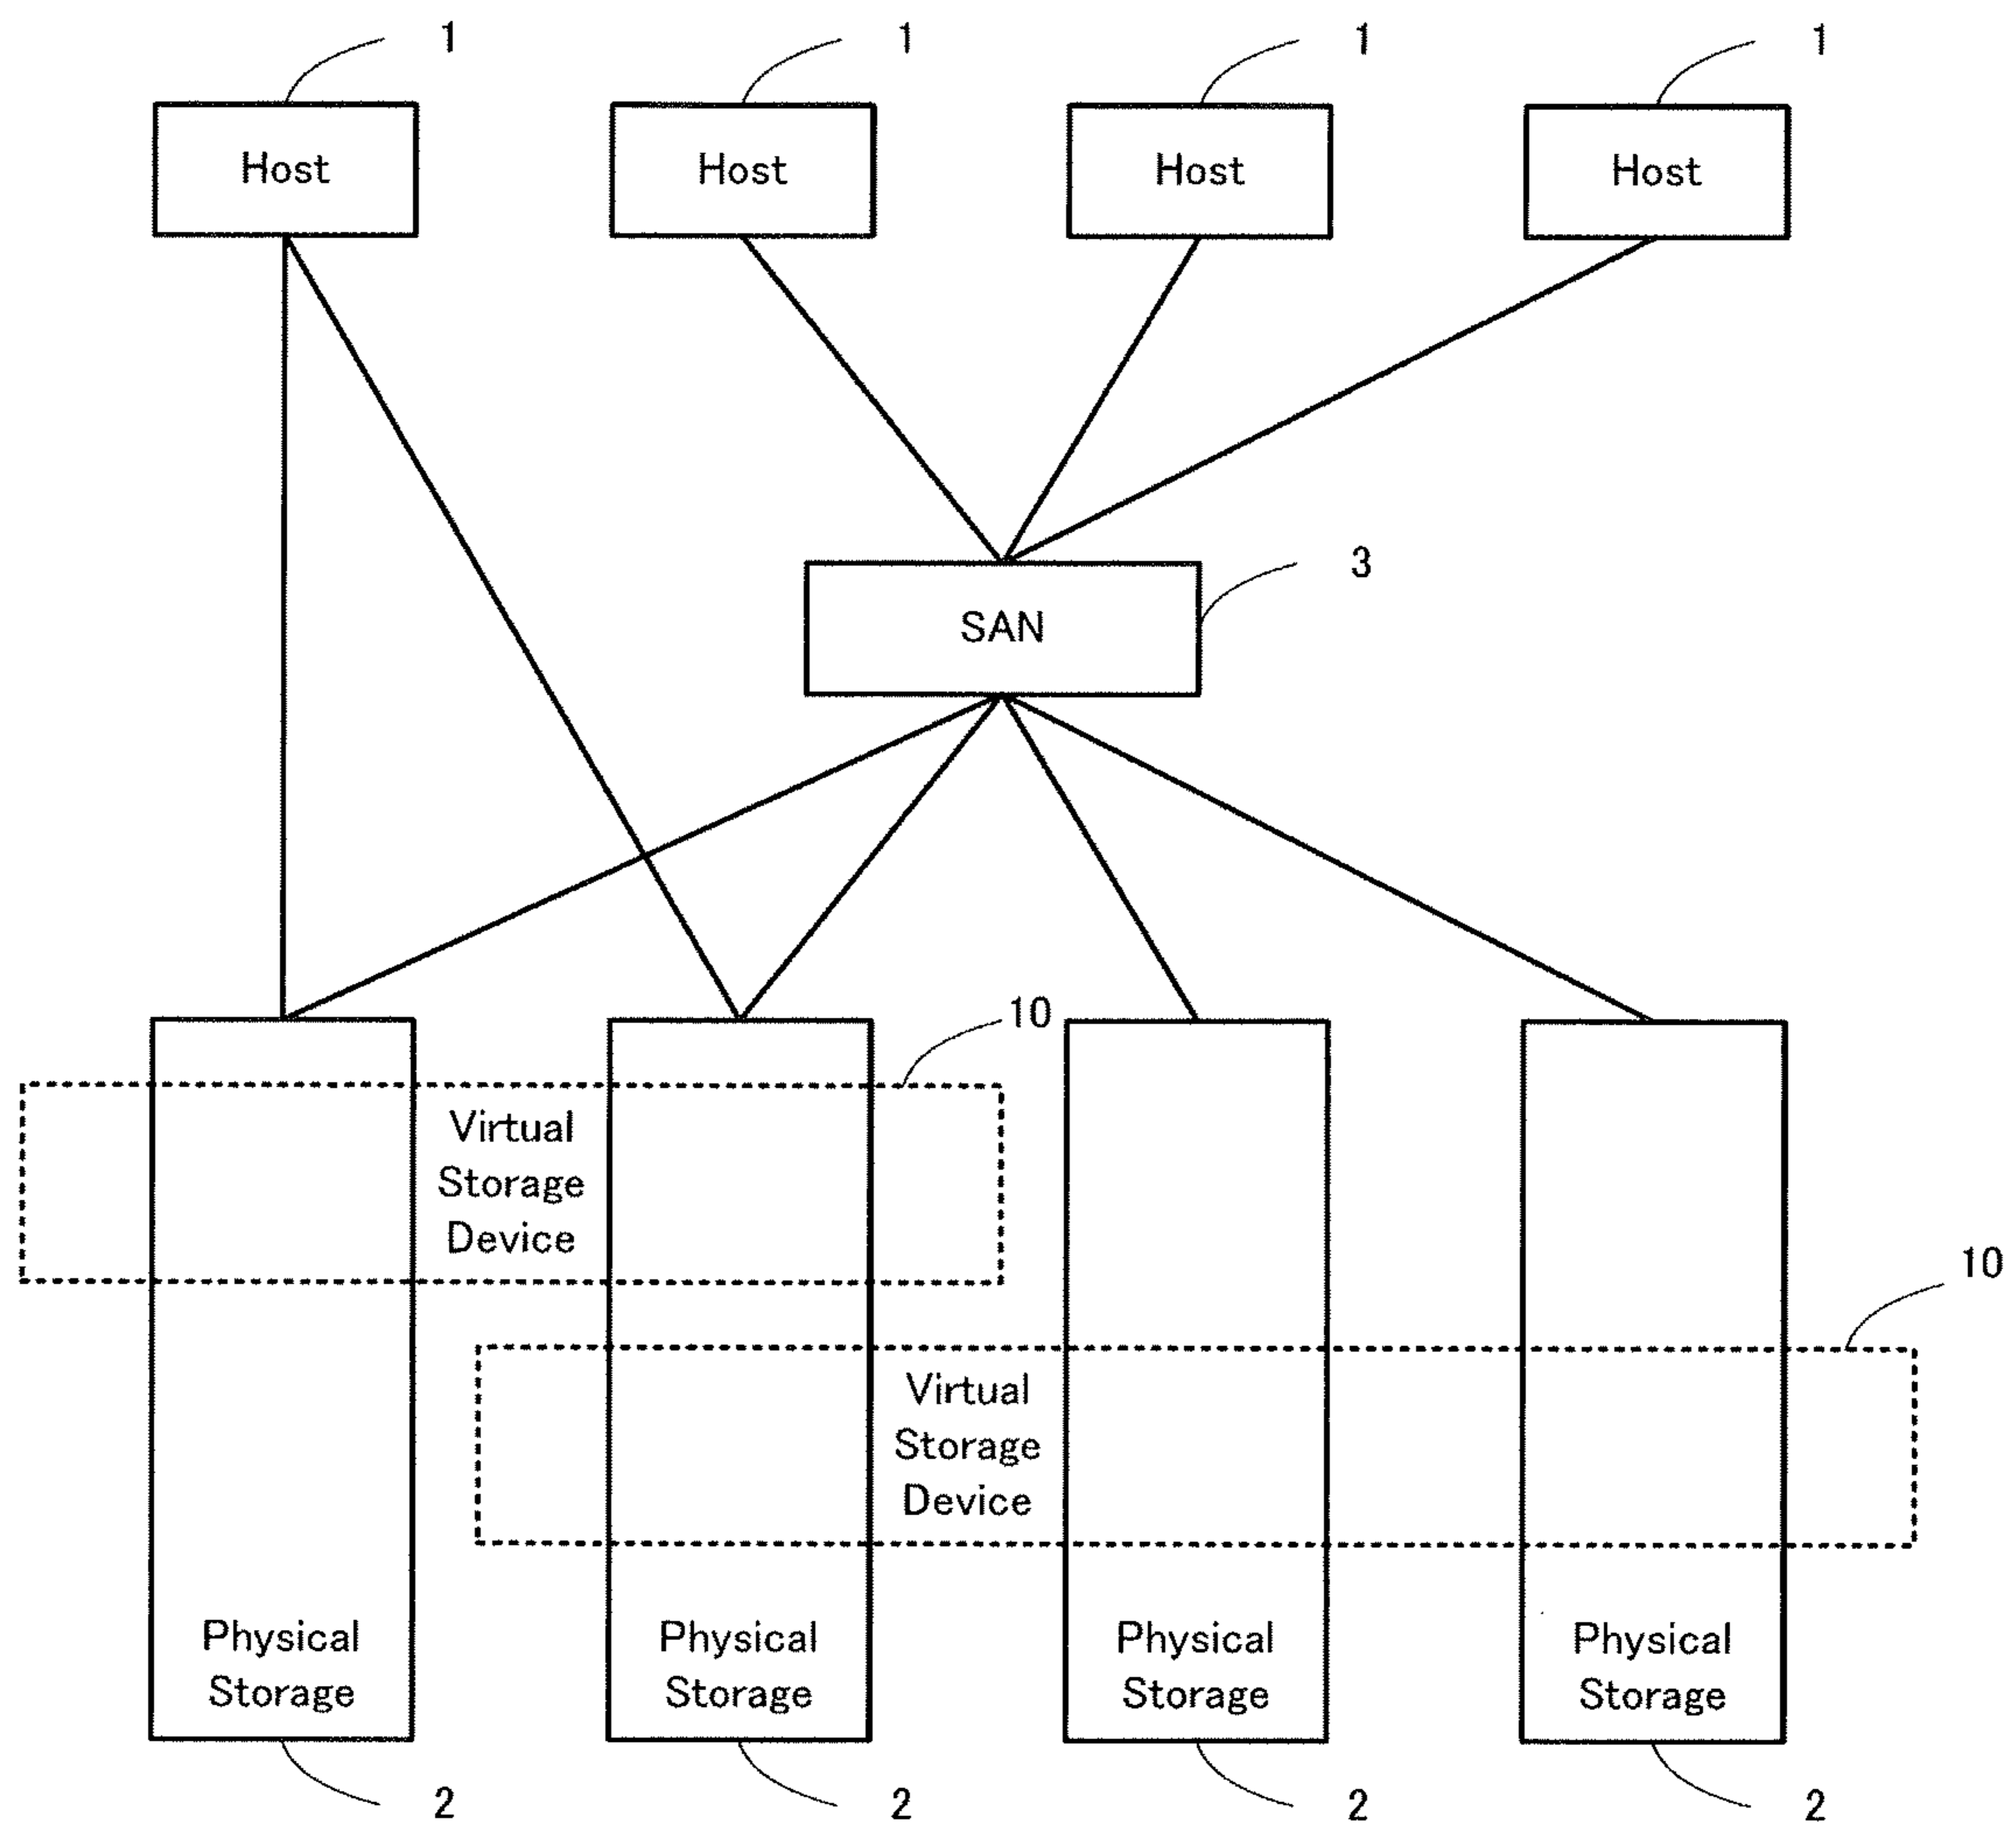 1 1 1 1
Host Host Host Host
3
SAN
10
Virtual
Storage
Device
10
Virtual
Storage
Device
Physical Physical Physical Physical
Storage Storage Storage Storage
2 2 2 2